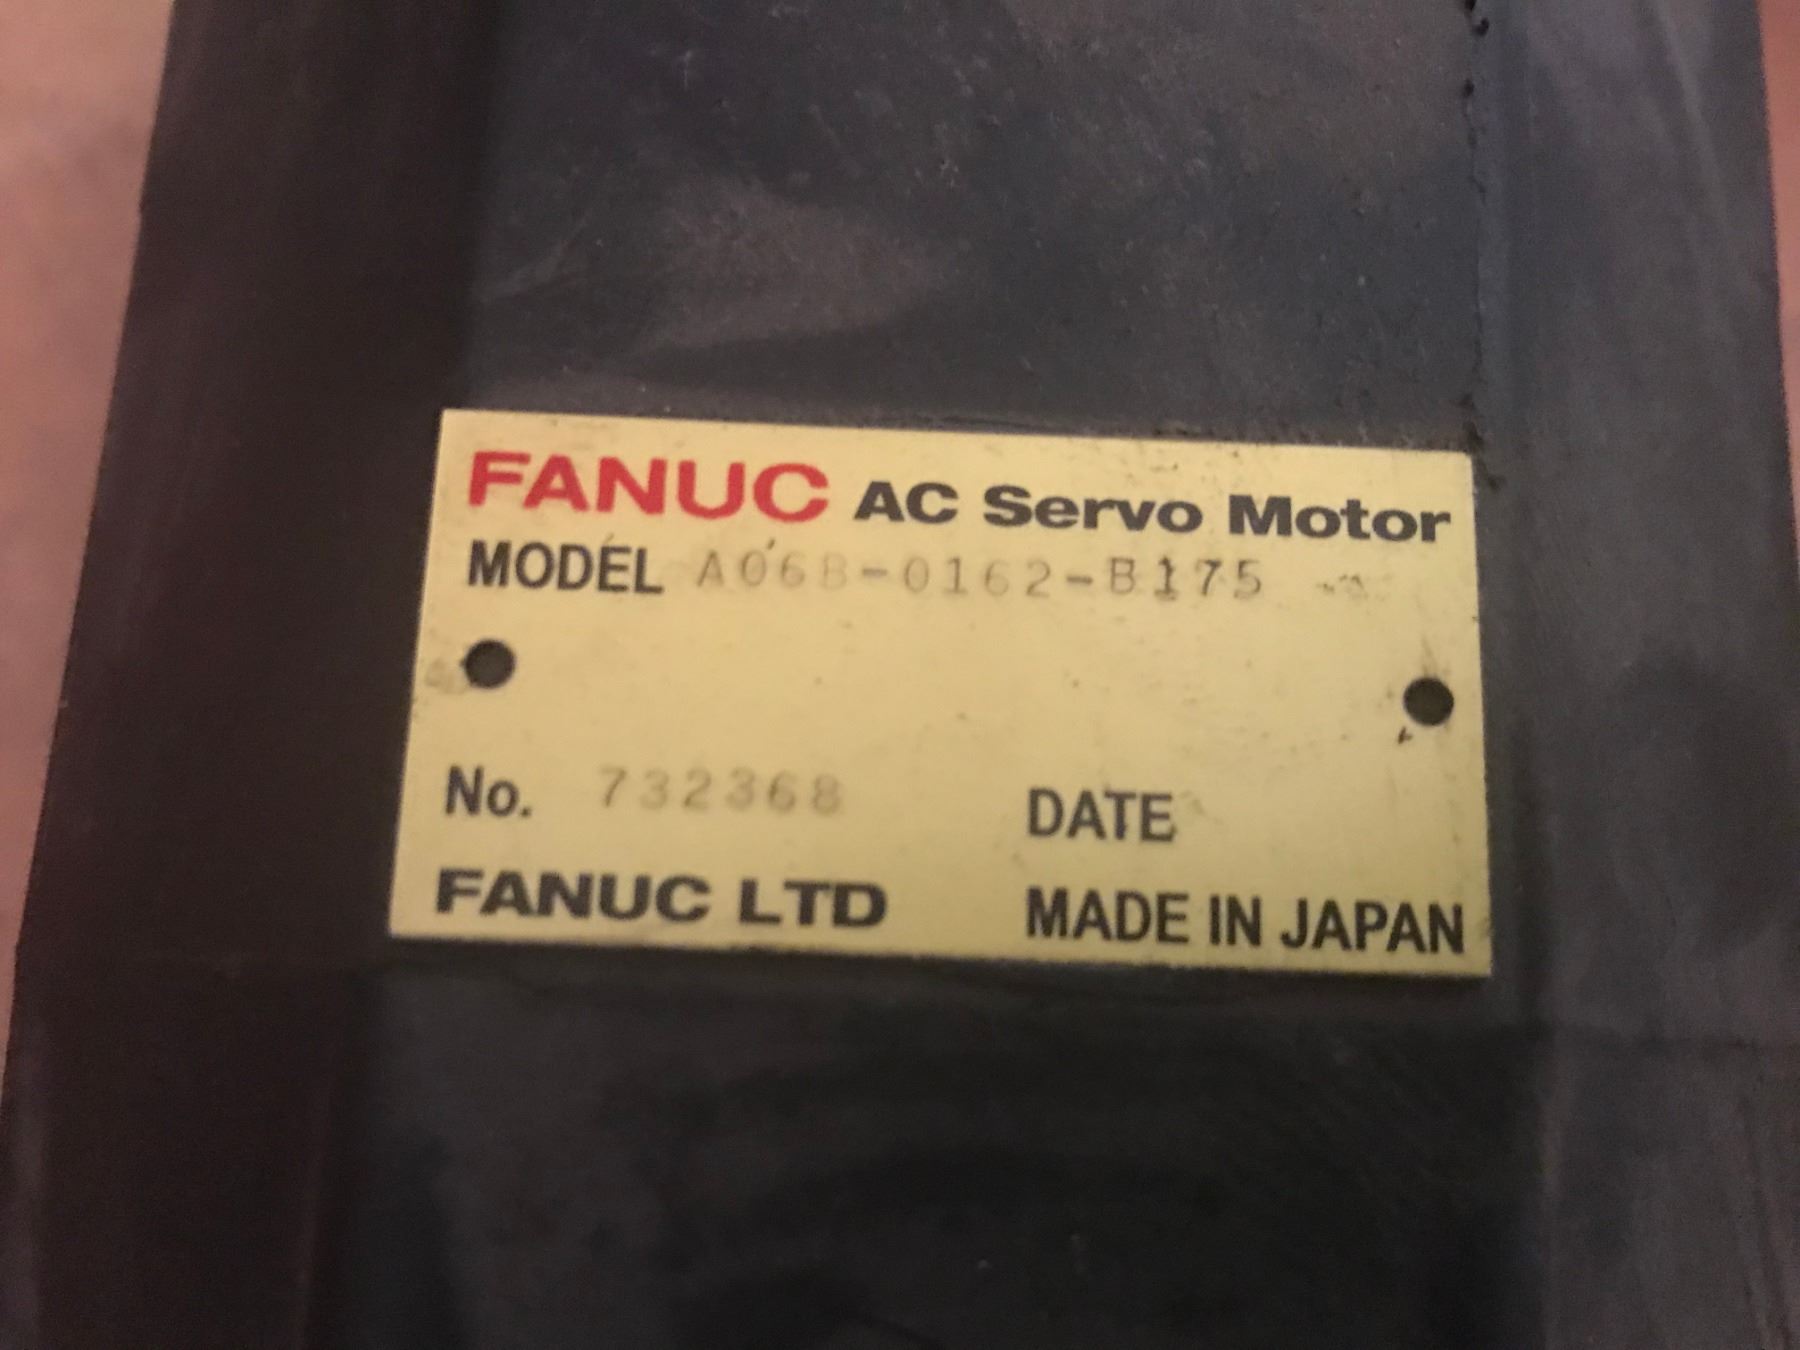 FANUC AC Servo Motor
MODEL A06B-0162-B175
No. 732368 DATE
FANUC LTD MADE IN JAPAN